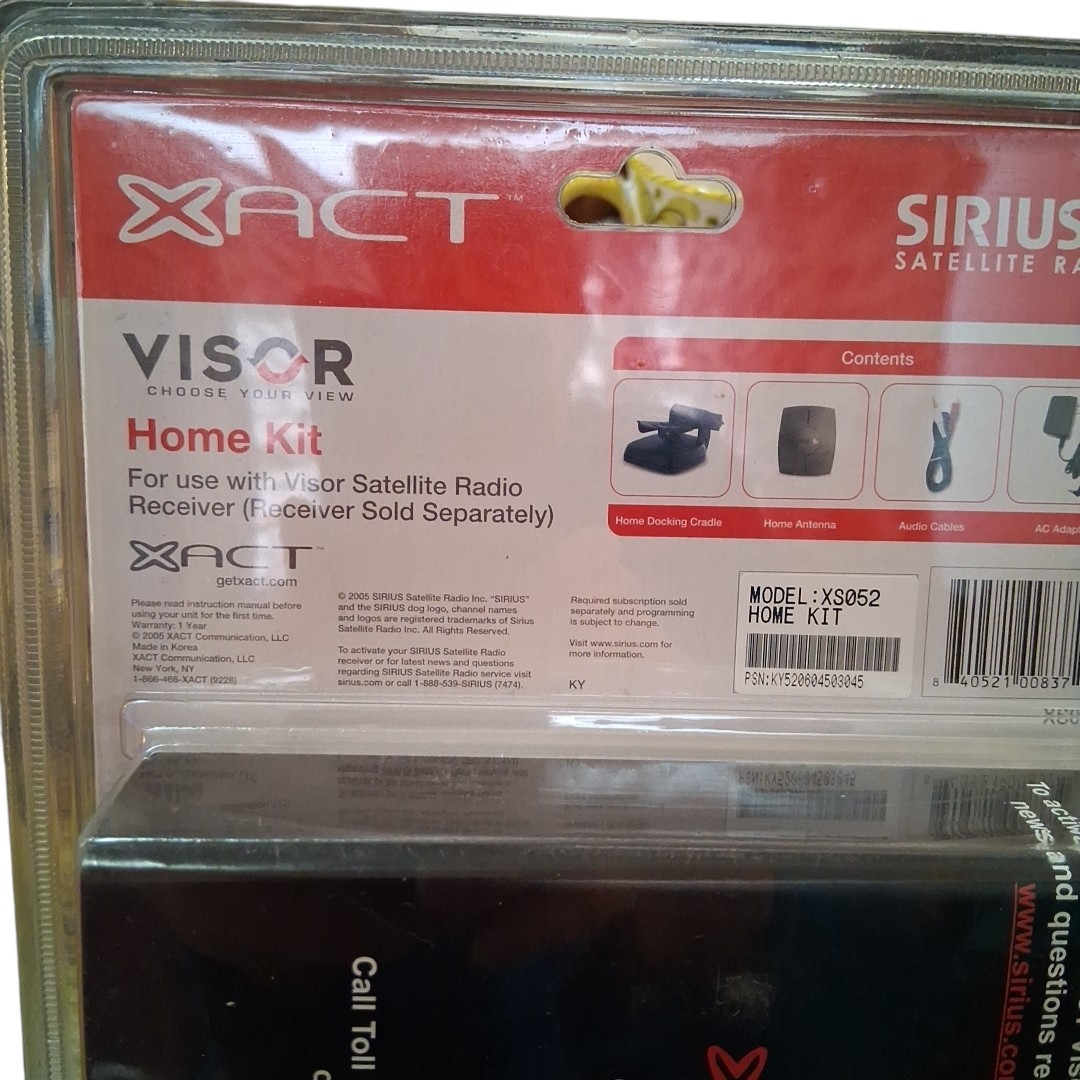 XACT™
SIRIUS
SATELLITE RA
VISOR
CHOOSE YOUR VIEW
Home Kit
For use with Visor Satellite Radio
Receiver (Receiver Sold Separately)
XACT™
getxact.com
Contents
Home Docking Cradle
Home Antenna
Audio Cables
AC Adapt
Please read instruction manual before
using your unit for the first time.
Warranty: 1 Year
© 2005 XACT Communication, LLC
Made in Korea
XACT Communication, LLC
New York, NY
1-866-466-XACT (9228)
© 2005 SIRIUS Satellite Radio Inc. "SIRIUS"
and the SIRIUS dog logo, channel names
and logos are registered trademarks of Sirius
Satellite Radio Inc. All Rights Reserved.
To activate your SIRIUS Satellite Radio
receiver or for latest news and questions
regarding SIRIUS Satellite Radio service visit
sirius.com or call 1-888-539-SIRIUS (7474).
Required subscription sold
separately and programming
is subject to change.
Visit www.sirius.com for
more information.
KY
MODEL:XS052
HOME KIT
PSN:KY520604503045
8 40521 00837
To activa
news and questions re
www.sirius.co
Call Toll